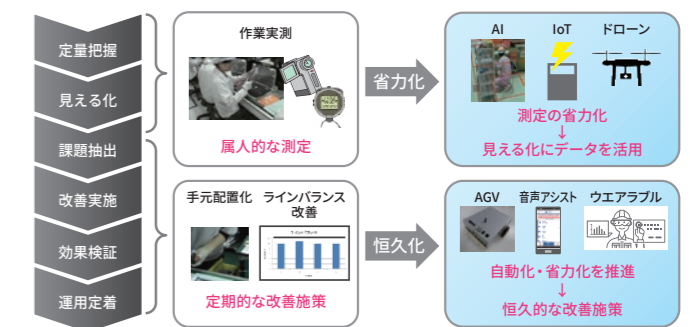 定量把握
見える化
課題抽出
改善実施
効果検証
運用定着
作業実測
属人的な測定
省力化
AI
IoT
ドローン
測定の省力化
↓
見える化にデータを活用
手元配置化
ラインバランス
改善
定期的な改善施策
恒久化
AGV
音声アシスト
ウエアラブル
自動化・省力化を推進
↓
恒久的な改善施策